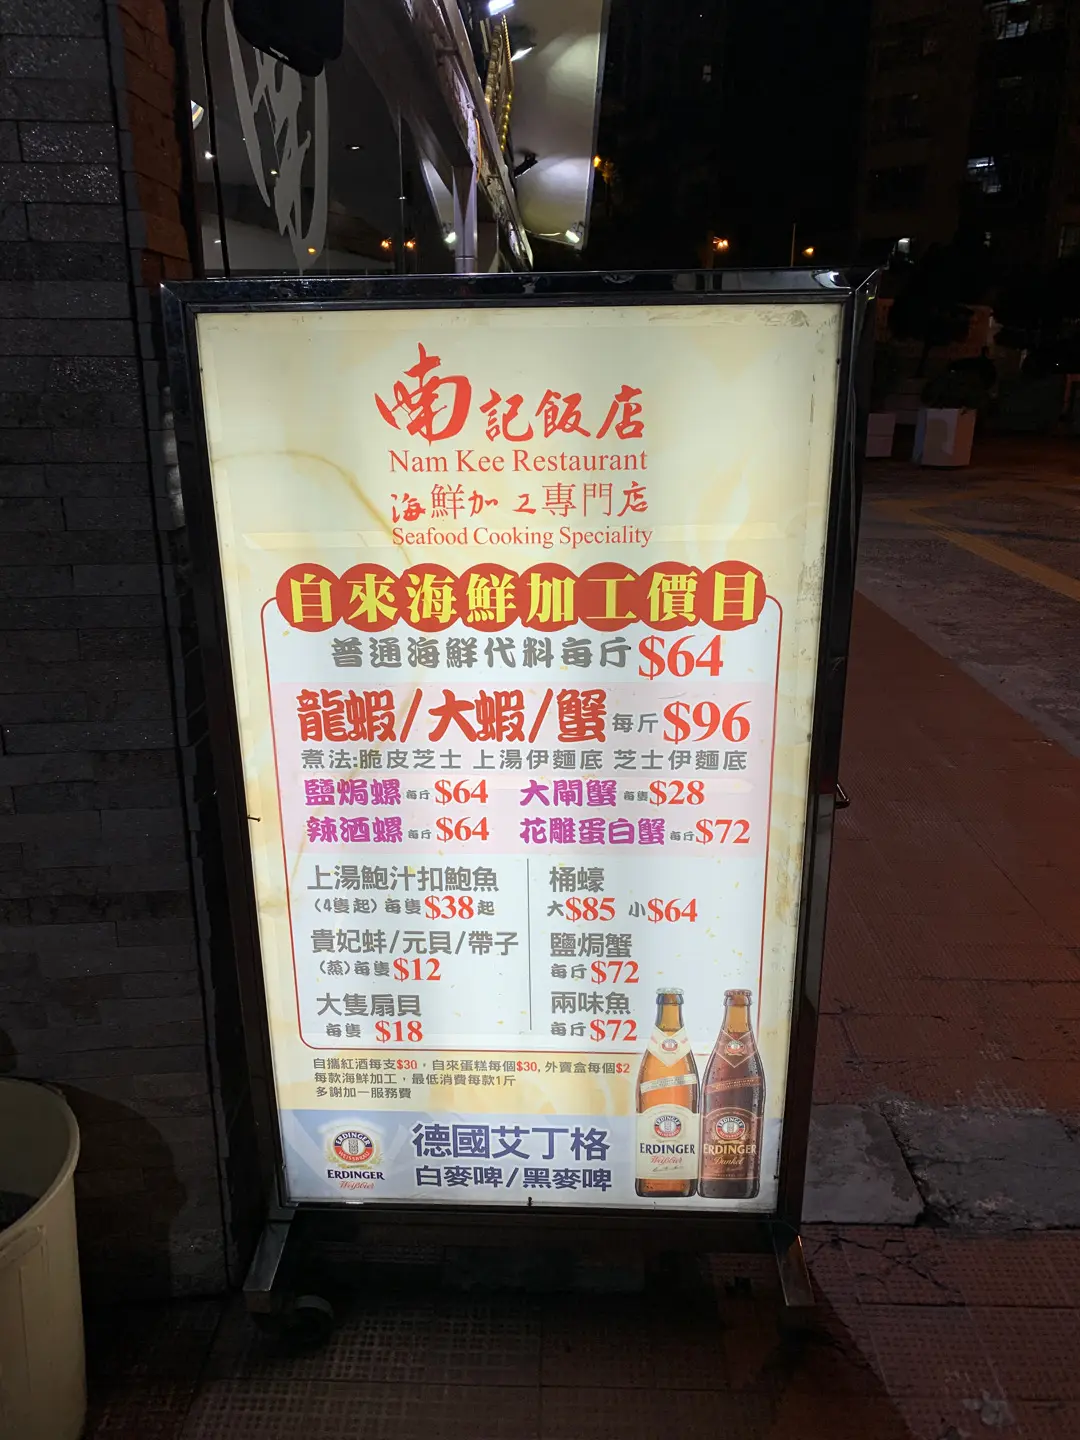 南記飯店
Nam Kee Restaurant
海鮮加工專門店
Seafood Cooking Speciality
自來海鮮加工價目
普通海鮮代料每斤 $64
龍蝦/大蝦/蟹 每斤 $96
煮法:脆皮芝士 上湯伊麵底 芝士伊麵底
鹽焗螺 每斤 $64 大閘蟹 每隻 $28
辣酒螺 每斤 $64 花雕蛋白蟹 每斤 $72
上湯鮑汁扣鮑魚
(4隻起) 每隻 $38 起
貴妃蚌/元貝/帶子
(蒸) 每隻 $12
大隻扇貝
每隻 $18
桶蠔
大 $85 小 $64
鹽焗蟹
每斤 $72
兩味魚
每斤 $72
自攜紅酒每支$30，自來蛋糕每個$30, 外賣盒每個$2
每款海鮮加工，最低消費每款1斤
多謝加一服務費
ERDINGER
WEISSBRÄU
ERDINGER
Weißbier
德國艾丁格
白麥啤/黑麥啤
ERDINGER
ERDINGER
Weißbier
ERDINGER
ERDINGER
Dunkel